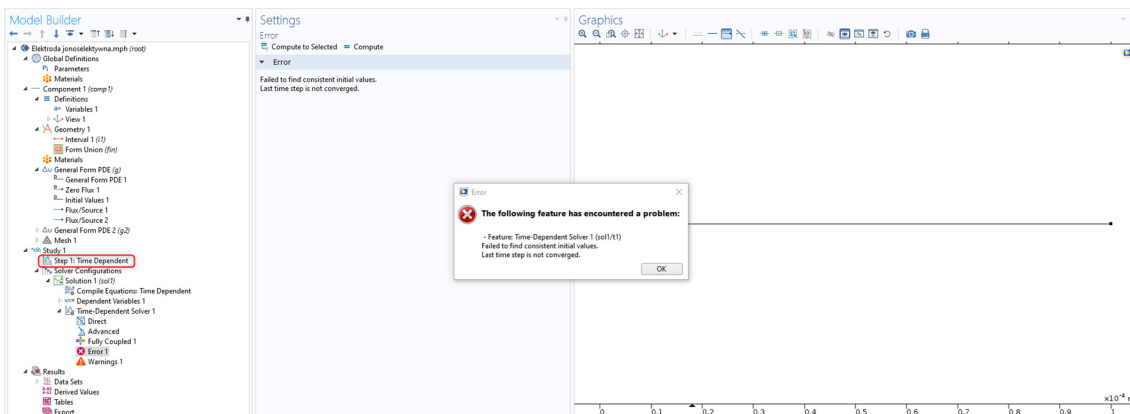 Model Builder
Elektroda jonoselektywna.mph (root)
Global Definitions
Pi Parameters
Materials
Component 1 (comp1)
Definitions
a= Variables 1
View 1
Geometry 1
Interval 1 (i1)
Form Union (fin)
Materials
Δu General Form PDE (g)
General Form PDE 1
Zero Flux 1
Initial Values 1
Flux/Source 1
Flux/Source 2
Δu General Form PDE 2 (g2)
Mesh 1
Study 1
Step 1: Time Dependent
Solver Configurations
Solution 1 (sol1)
Compile Equations: Time Dependent
Dependent Variables 1
Time-Dependent Solver 1
Direct
Advanced
Fully Coupled 1
Error 1
Warnings 1
Results
Data Sets
Derived Values
Tables
Export
Settings
Error
Compute to Selected = Compute
Error
Failed to find consistent initial values.
Last time step is not converged.
Graphics
Error
The following feature has encountered a problem:
- Feature: Time-Dependent Solver 1 (sol1/t1)
Failed to find consistent initial values.
Last time step is not converged.
OK
×10⁻⁴
0 0.1 0.2 0.3 0.4 0.5 0.6 0.7 0.8 0.9 1